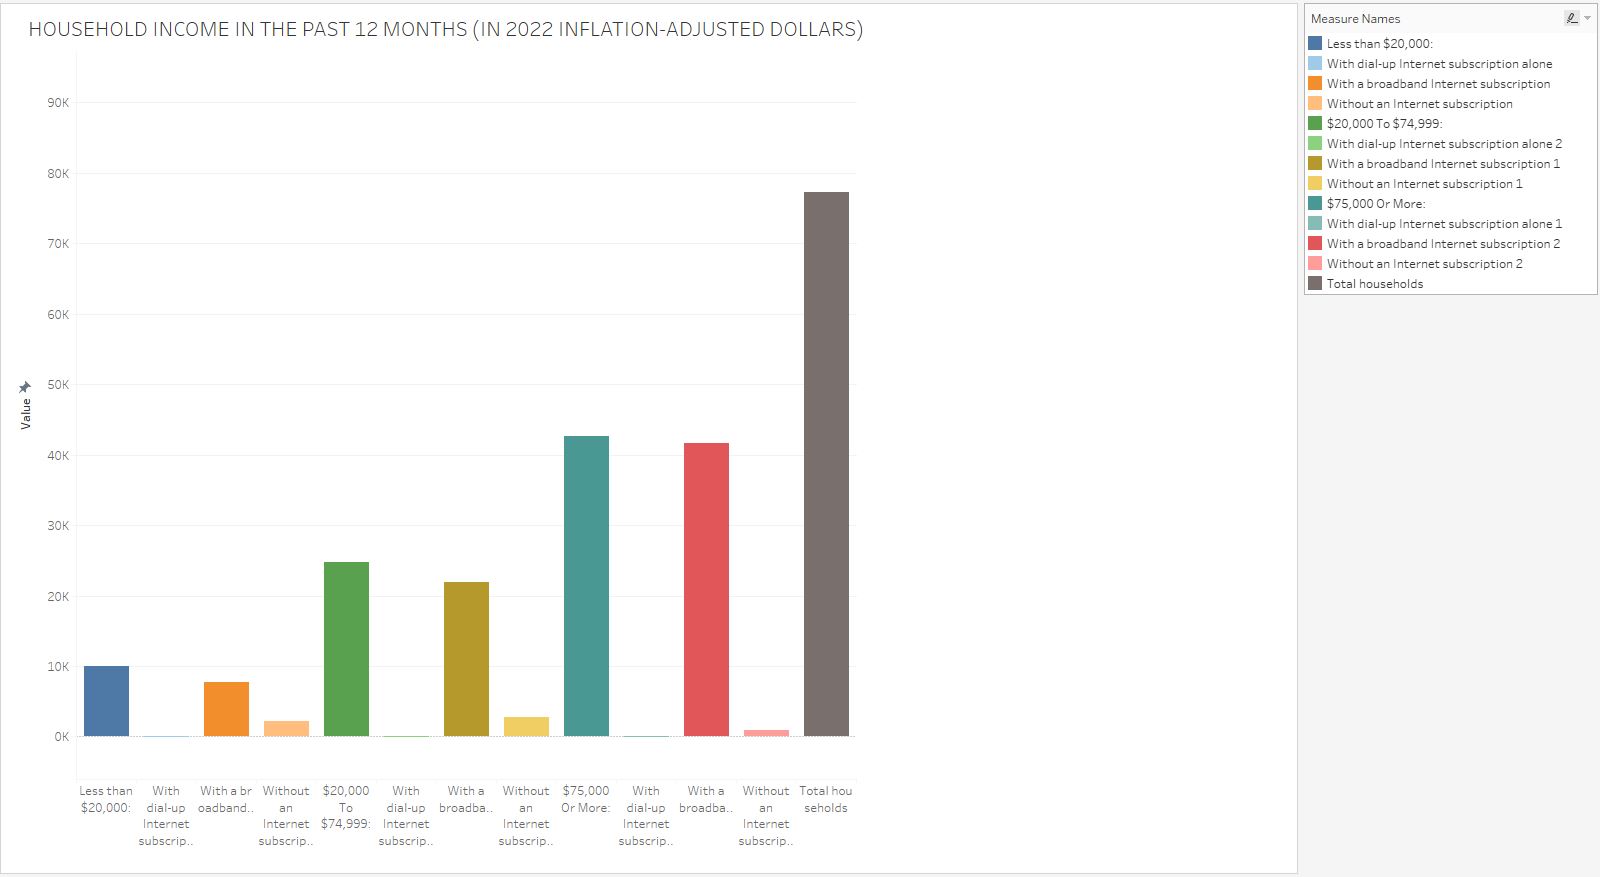 HOUSEHOLD INCOME IN THE PAST 12 MONTHS (IN 2022 INFLATION-ADJUSTED DOLLARS)
90K
80K
70K
60K
50K
40K
30K
20K
10K
0K
Value
Less than
$20,000:
With
dial-up
Internet
subscrip..
With a br
oadband..
Without
an
Internet
subscrip..
$20,000
To
$74,999:
With
dial-up
Internet
subscrip..
With a
broadba..
Without
an
Internet
subscrip..
$75,000
Or More:
With
dial-up
Internet
subscrip..
With a
broadba..
Without
an
Internet
subscrip..
Total hou
seholds
Measure Names
Less than $20,000:
With dial-up Internet subscription alone
With a broadband Internet subscription
Without an Internet subscription
$20,000 To $74,999:
With dial-up Internet subscription alone 2
With a broadband Internet subscription 1
Without an Internet subscription 1
$75,000 Or More:
With dial-up Internet subscription alone 1
With a broadband Internet subscription 2
Without an Internet subscription 2
Total households